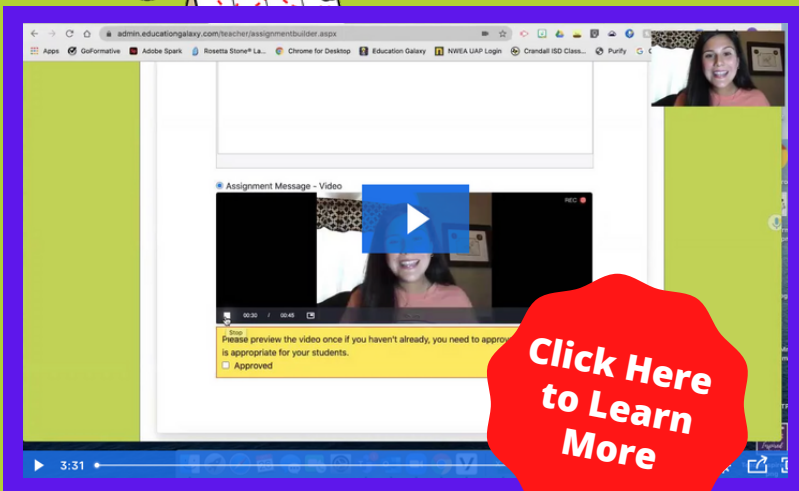 admin.educationgalaxy.com/teacher/assignmentbuilder.aspx
Apps GoFormative Adobe Spark Rosetta Stone® La... Chrome for Desktop Education Galaxy NWEA UAP Login Crandall ISD Class... Purify
Assignment Message - Video
REC
00:30 / 00:45
Stop
Please preview the video once if you haven't already, you need to approv
is appropriate for your students.
Approved
Click Here
to Learn
More
3:31